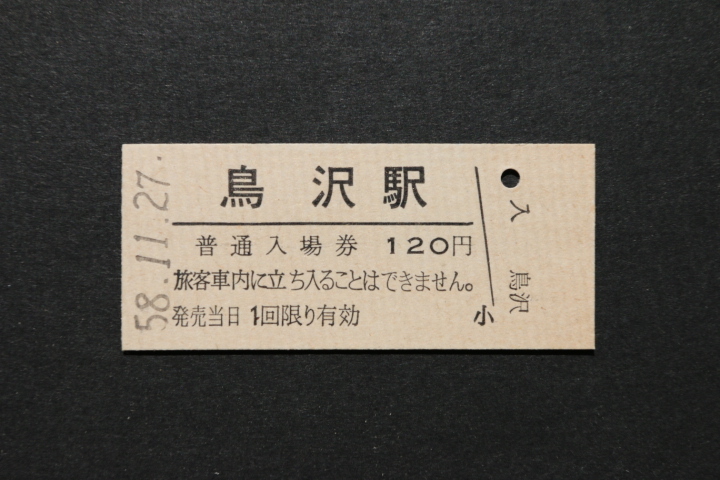 鳥沢駅
普通入場券 120円
旅客車内に立ち入ることはできません。
発売当日1回限り有効
小
入
鳥沢
58.11.27.